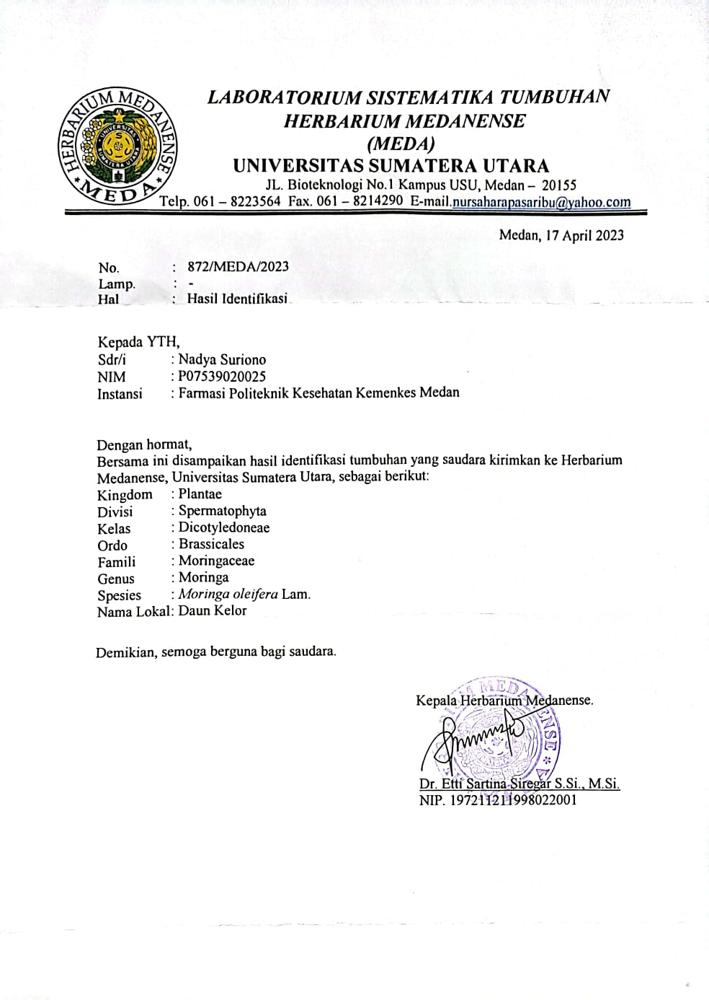 LABORATORIUM SISTEMATIKA TUMBUHAN
HERBARIUM MEDANENSE
(MEDA)
UNIVERSITAS SUMATERA UTARA
JL. Bioteknologi No.1 Kampus USU, Medan – 20155
Telp. 061 – 8223564 Fax. 061 – 8214290 E-mail.nursaharapasaribu@yahoo.com
HERBARIUM MEDANENSE
* MEDA *
UNIVERSITAS
SUMATERA UTARA
Medan, 17 April 2023
No. : 872/MEDA/2023
Lamp. : -
Hal : Hasil Identifikasi
Kepada YTH,
Sdr/i : Nadya Suriono
NIM : P07539020025
Instansi : Farmasi Politeknik Kesehatan Kemenkes Medan
Dengan hormat,
Bersama ini disampaikan hasil identifikasi tumbuhan yang saudara kirimkan ke Herbarium
Medanense, Universitas Sumatera Utara, sebagai berikut:
Kingdom : Plantae
Divisi : Spermatophyta
Kelas : Dicotyledoneae
Ordo : Brassicales
Famili : Moringaceae
Genus : Moringa
Spesies : Moringa oleifera Lam.
Nama Lokal: Daun Kelor
Demikian, semoga berguna bagi saudara.
Kepala Herbarium Medanense.
Dr. Etti Sartina Siregar S.Si., M.Si.
NIP. 197211211998022001